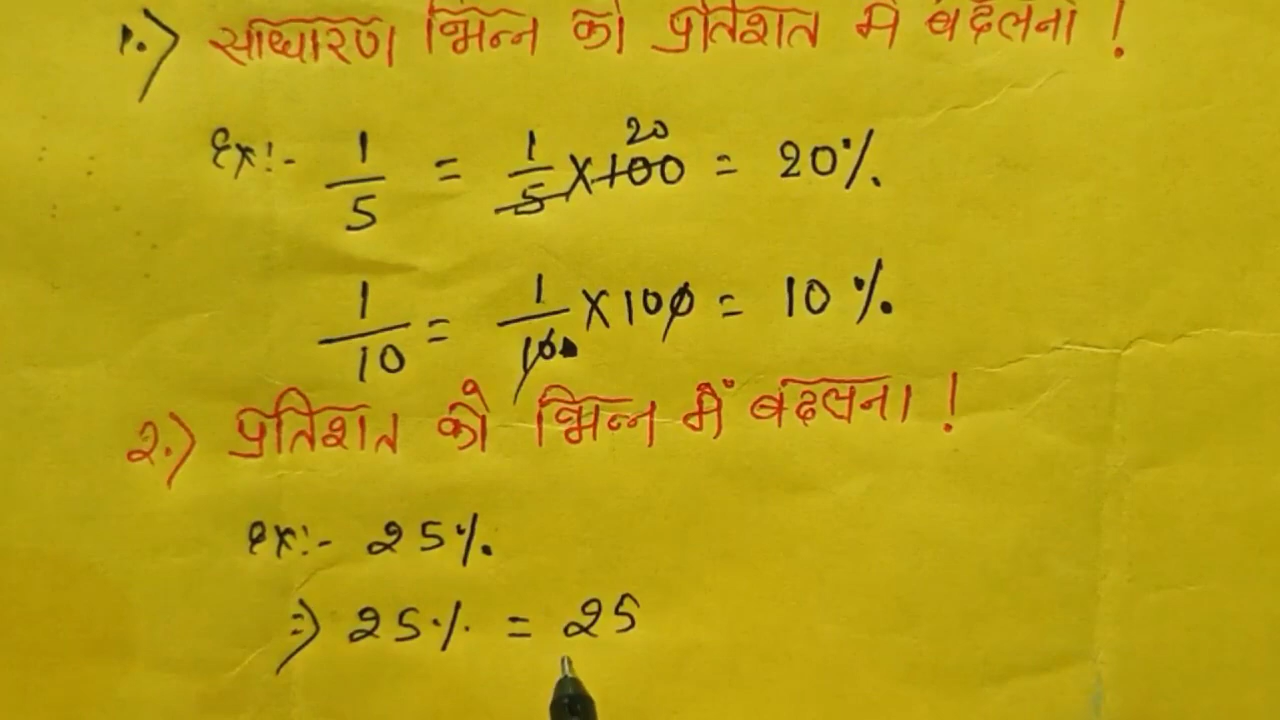 1.) साधारण भिन्न को प्रतिशत में बदलना !
Ex:- 1/5 = 1/5 × 100 20 = 20%
1/10 = 1/10 × 100 = 10%
2.) प्रतिशत को भिन्न में बदलना !
ex:- 25%
⇒ 25% = 25